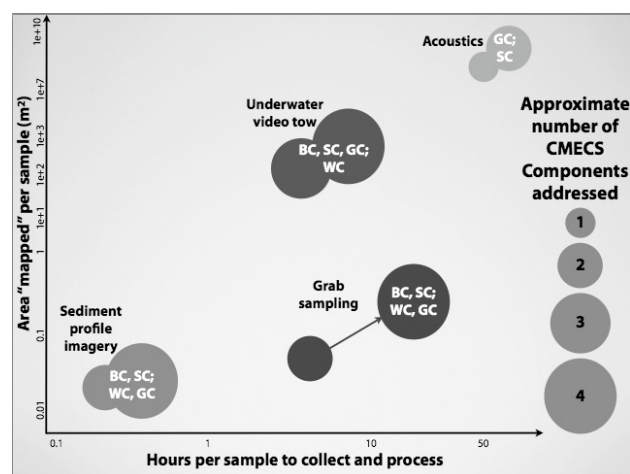 Area “mapped” per sample (m²)
1e+10
1e+7
1e+3
1e+2
1e+1
1
0.1
0.01
Acoustics
GC;
SC
Underwater
video tow
BC, SC, GC;
WC
Grab
sampling
BC, SC;
WC, GC
Sediment
profile
imagery
BC, SC;
WC, GC
Approximate
number of
CMECS
Components
addressed
1
2
3
4
0.1
1
10
50
Hours per sample to collect and process